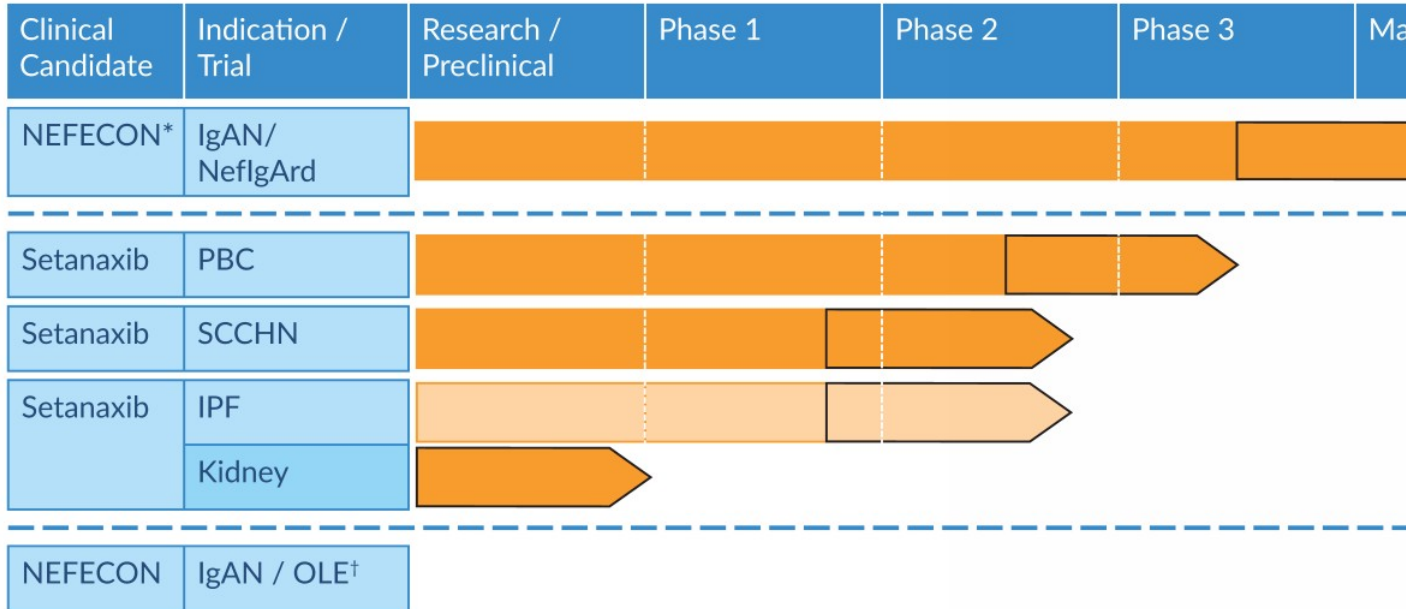 Clinical Candidate
Indication / Trial
Research / Preclinical
Phase 1
Phase 2
Phase 3
NEFECON*
IgAN/
NefIgArd
Setanaxib
PBC
Setanaxib
SCCHN
Setanaxib
IPF
Kidney
NEFECON
IgAN / OLE†